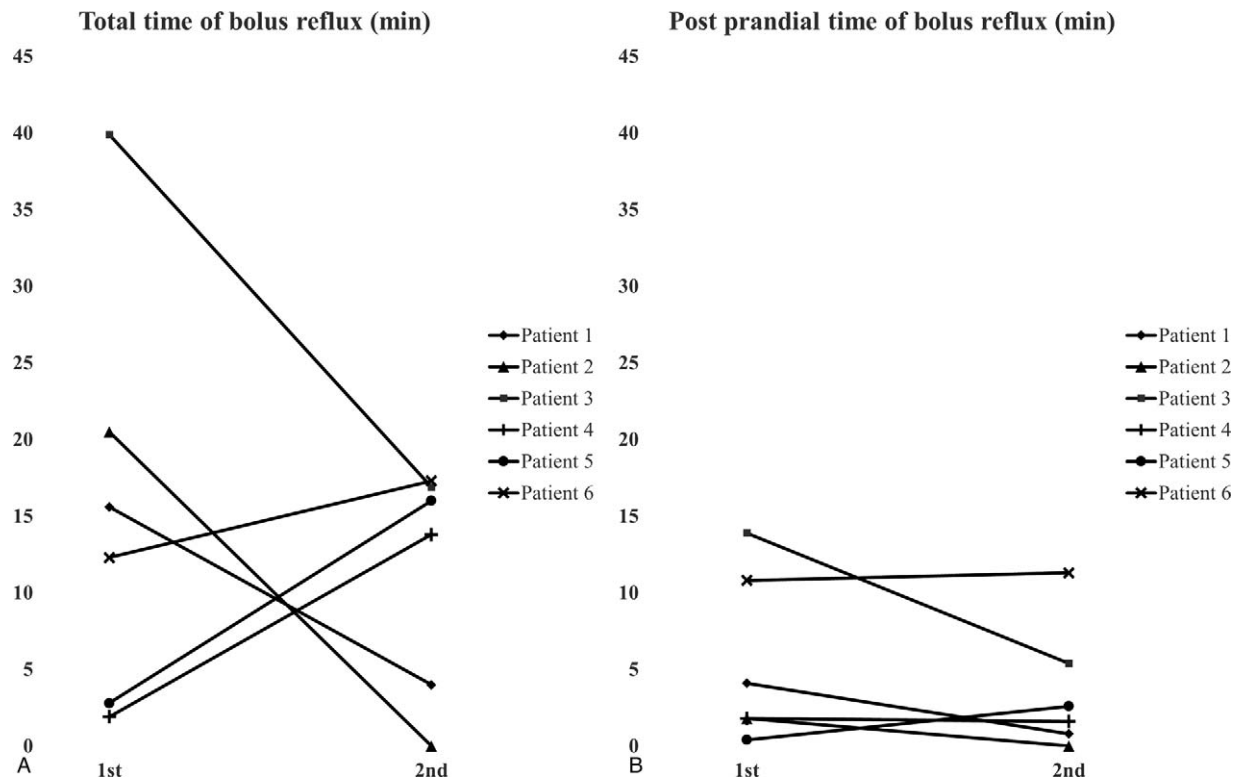 Total time of bolus reflux (min)
45
40
35
30
25
20
15
10
5
0
A
1st
2nd
Patient 1
Patient 2
Patient 3
Patient 4
Patient 5
Patient 6
Post prandial time of bolus reflux (min)
45
40
35
30
25
20
15
10
5
0
B
1st
2nd
Patient 1
Patient 2
Patient 3
Patient 4
Patient 5
Patient 6